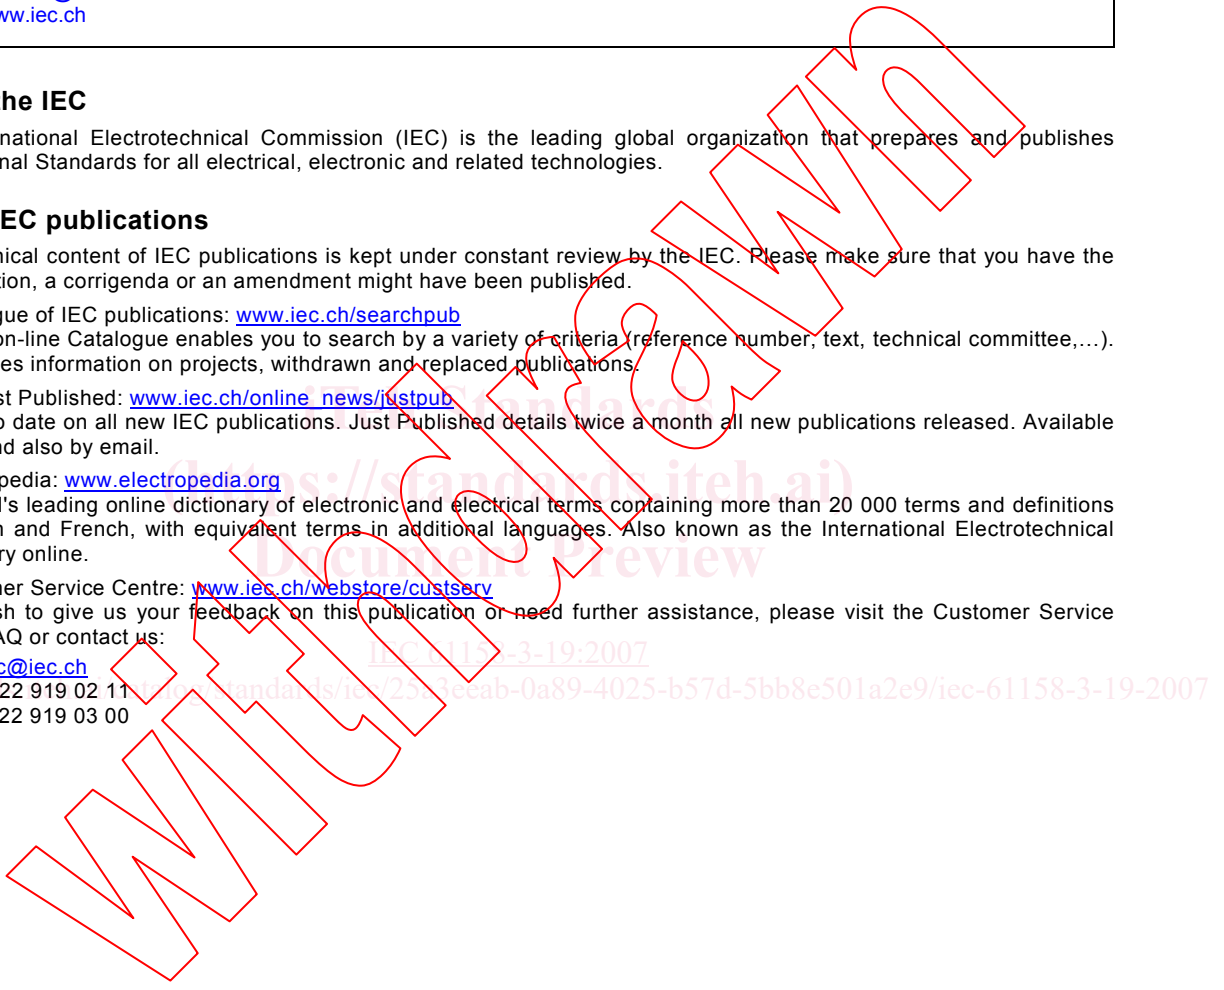 ww.iec.ch
the IEC
rnational Electrotechnical Commission (IEC) is the leading global organization that prepares and publishes
nal Standards for all electrical, electronic and related technologies.
IEC publications
nical content of IEC publications is kept under constant review by the IEC. Please make sure that you have the
tion, a corrigenda or an amendment might have been published.
gue of IEC publications: www.iec.ch/searchpub
on-line Catalogue enables you to search by a variety of criteria (reference number, text, technical committee,…).
es information on projects, withdrawn and replaced publications.
st Published: www.iec.ch/online_news/justpub
o date on all new IEC publications. Just Published details twice a month all new publications released. Available
nd also by email.
pedia: www.electropedia.org
l's leading online dictionary of electronic and electrical terms containing more than 20 000 terms and definitions
h and French, with equivalent terms in additional languages. Also known as the International Electrotechnical
ry online.
mer Service Centre: www.iec.ch/webstore/custserv
sh to give us your feedback on this publication or need further assistance, please visit the Customer Service
AQ or contact us:
c@iec.ch
22 919 02 11
22 919 03 00
iTeh Standards
(https://standards.iteh.ai)
Document Preview
IEC 61158-3-19:2007
standards/iec/25a3eeab-0a89-4025-b57d-5bb8e501a2e9/iec-61158-3-19-2007
withdrawn